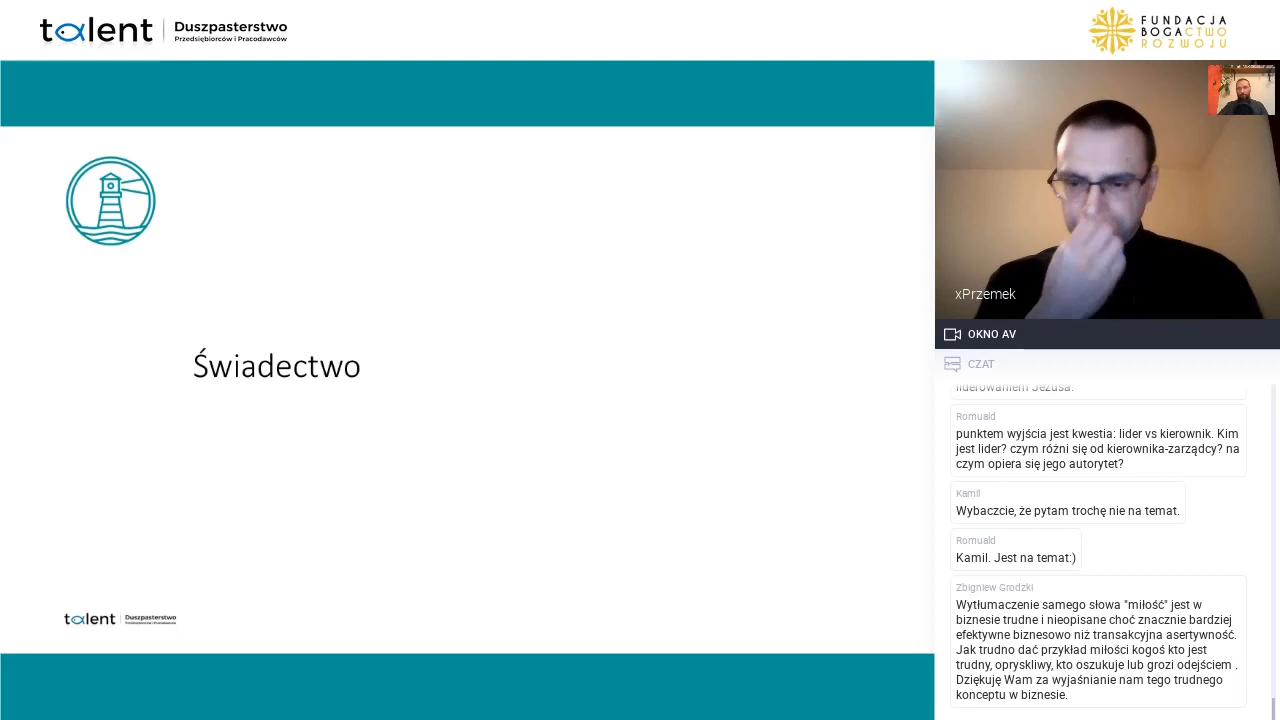 talent
Duszpasterstwo
Przedsiębiorców i Pracodawców
FUNDACJA
BOGACTWO
ROZWOJU
Świadectwo
talent
Duszpasterstwo
Przedsiębiorców i Pracodawców
xPrzemek
OKNO AV
CZAT
liderowaniem Jezusa.
Romuald
punktem wyjścia jest kwestia: lider vs kierownik. Kim
jest lider? czym różni się od kierownika-zarządcy? na
czym opiera się jego autorytet?
Kamil
Wybaczcie, że pytam trochę nie na temat.
Romuald
Kamil. Jest na temat:)
Zbigniew Grodzki
Wytłumaczenie samego słowa "miłość" jest w
biznesie trudne i nieopisane choć znacznie bardziej
efektywne biznesowo niż transakcyjna asertywność.
Jak trudno dać przykład miłości kogoś kto jest
trudny, opryskliwy, kto oszukuje lub grozi odejściem .
Dziękuję Wam za wyjaśnianie nam tego trudnego
konceptu w biznesie.